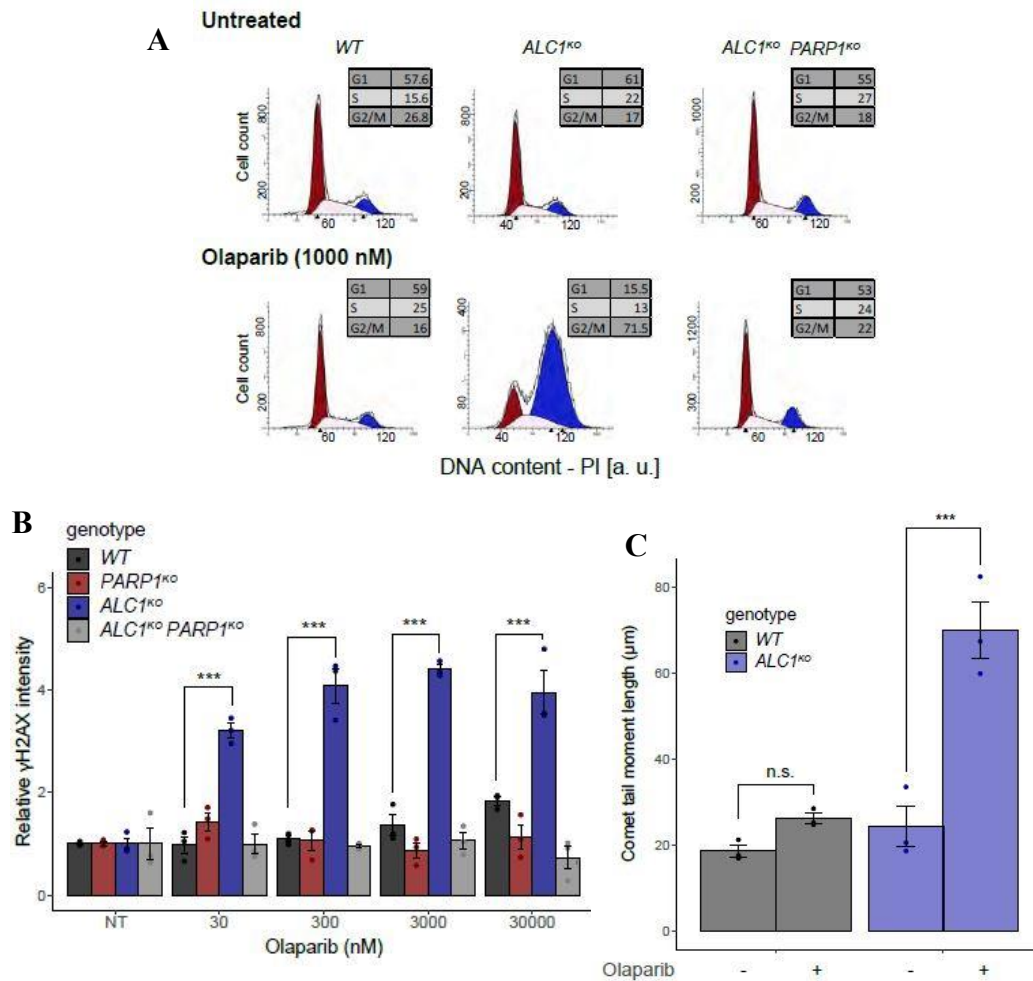 A
Untreated
WT
ALC1ᴷᴼ
ALC1ᴷᴼ PARP1ᴷᴼ
G1 57.6
S 15.6
G2/M 26.8
G1 61
S 22
G2/M 17
G1 55
S 27
G2/M 18
Cell count
800
200
60 120
800
200
40 120
1000
200
60 120
Olaparib (1000 nM)
G1 59
S 25
G2/M 16
G1 15.5
S 13
G2/M 71.5
G1 53
S 24
G2/M 22
Cell count
800
200
60 120
400
80
40 60 120
1200
300
60 120
DNA content - PI [a. u.]
B
genotype
WT
PARP1ᴷᴼ
ALC1ᴷᴼ
ALC1ᴷᴼ PARP1ᴷᴼ
Relative γH2AX intensity
6
4
2
0
*** *** *** ***
NT 30 300 3000 30000
Olaparib (nM)
C
genotype
WT
ALC1ᴷᴼ
Comet tail moment length (µm)
80
60
40
20
0
n.s.
***
Olaparib - + - +